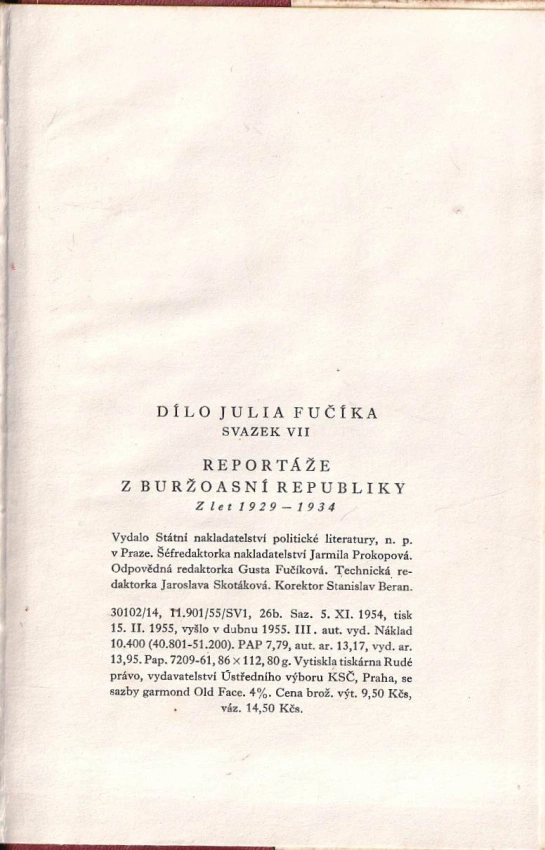 DÍLO JULIA FUČÍKA
SVAZEK VII
REPORTÁŽE
Z BURŽOASNÍ REPUBLIKY
Z let 1929 – 1934
Vydalo Státní nakladatelství politické literatury, n. p.
v Praze. Šéfredaktorka nakladatelství Jarmila Prokopová.
Odpovědná redaktorka Gusta Fučíková. Technická re-
daktorka Jaroslava Skotáková. Korektor Stanislav Beran.
30102/14, 11.901/55/SV1, 26b. Saz. 5. XI. 1954, tisk
15. II. 1955, vyšlo v dubnu 1955. III. aut. vyd. Náklad
10.400 (40.801-51.200). PAP 7,79, aut. ar. 13,17, vyd. ar.
13,95. Pap. 7209-61, 86 × 112, 80 g. Vytiskla tiskárna Rudé
právo, vydavatelství Ústředního výboru KSČ, Praha, se
sazby garmond Old Face. 4%. Cena brož. výt. 9,50 Kčs,
váz. 14,50 Kčs.